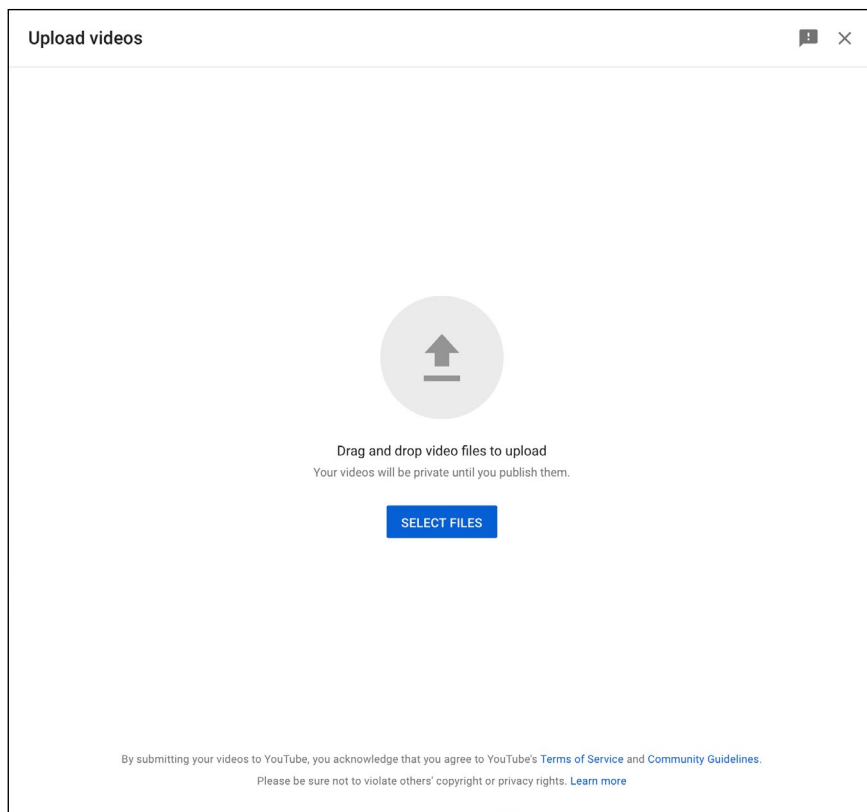 Upload videos
Drag and drop video files to upload
Your videos will be private until you publish them.
SELECT FILES
By submitting your videos to YouTube, you acknowledge that you agree to YouTube's Terms of Service and Community Guidelines.
Please be sure not to violate others' copyright or privacy rights. Learn more